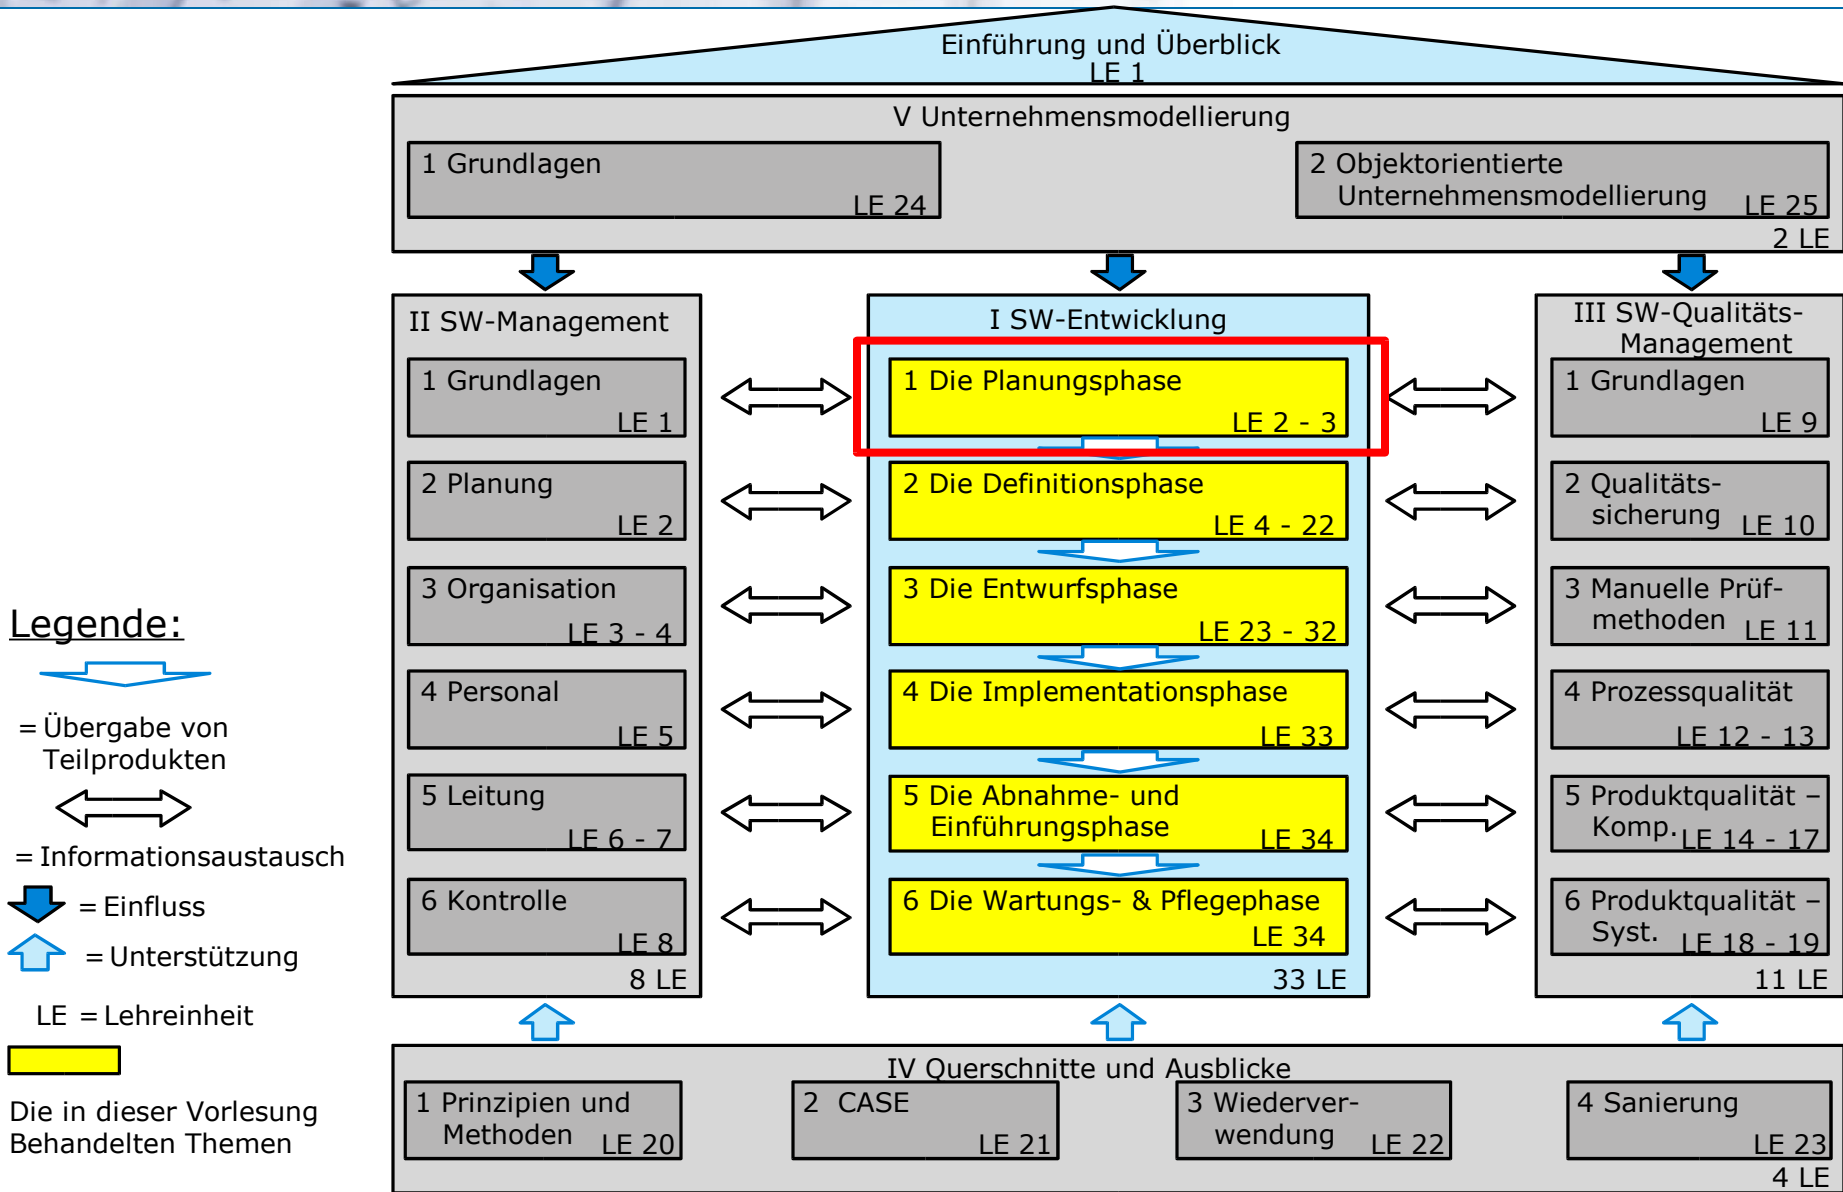 Einführung und Überblick
LE 1
V Unternehmensmodellierung
1 Grundlagen
LE 24
2 Objektorientierte
Unternehmensmodellierung
LE 25
2 LE
II SW-Management
1 Grundlagen
LE 1
2 Planung
LE 2
3 Organisation
LE 3 - 4
4 Personal
LE 5
5 Leitung
LE 6 - 7
6 Kontrolle
LE 8
8 LE
I SW-Entwicklung
1 Die Planungsphase
LE 2 - 3
2 Die Definitionsphase
LE 4 - 22
3 Die Entwurfsphase
LE 23 - 32
4 Die Implementationsphase
LE 33
5 Die Abnahme- und
Einführungsphase
LE 34
6 Die Wartungs- & Pflegephase
LE 34
33 LE
III SW-Qualitäts-
Management
1 Grundlagen
LE 9
2 Qualitäts-
sicherung LE 10
3 Manuelle Prüf-
methoden LE 11
4 Prozessqualität
LE 12 - 13
5 Produktqualität –
Komp. LE 14 - 17
6 Produktqualität –
Syst. LE 18 - 19
11 LE
IV Querschnitte und Ausblicke
1 Prinzipien und
Methoden LE 20
2 CASE
LE 21
3 Wiederver-
wendung LE 22
4 Sanierung
LE 23
4 LE
Legende:
= Übergabe von
Teilprodukten
= Informationsaustausch
= Einfluss
= Unterstützung
LE = Lehreinheit
Die in dieser Vorlesung
Behandelten Themen